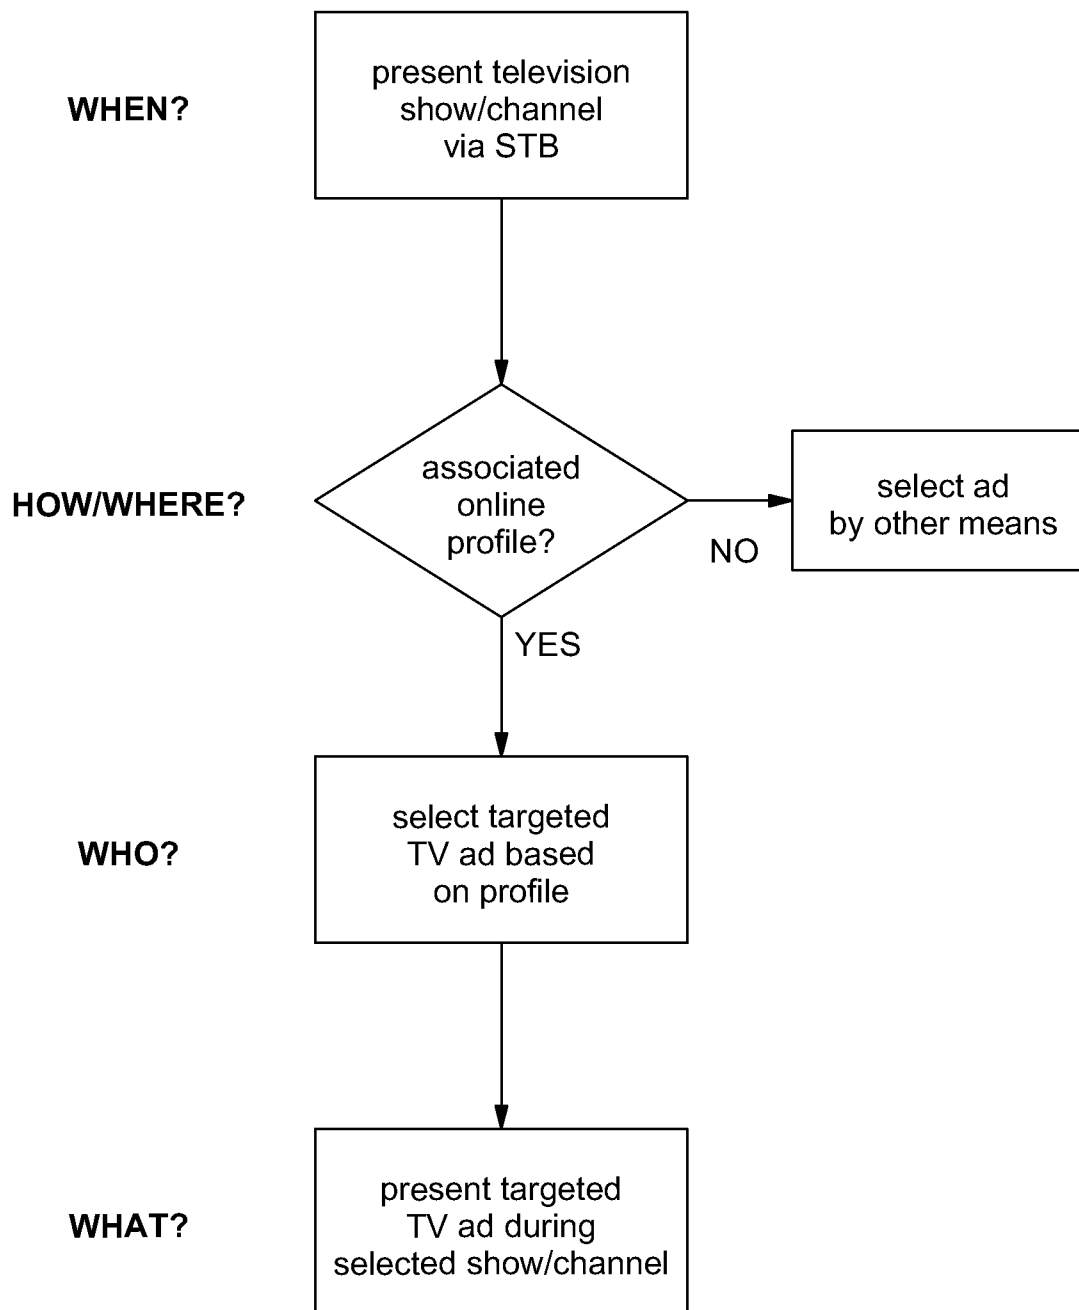 WHEN?
present television
show/channel
via STB
HOW/WHERE?
associated
online
profile?
NO
select ad
by other means
YES
WHO?
select targeted
TV ad based
on profile
WHAT?
present targeted
TV ad during
selected show/channel